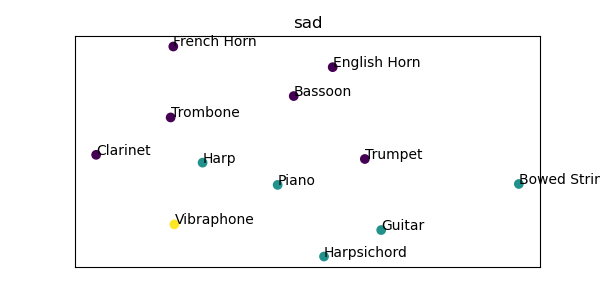 sad
French Horn
English Horn
Bassoon
Trombone
Clarinet
Harp
Trumpet
Piano
Bowed Strin
Vibraphone
Guitar
Harpsichord